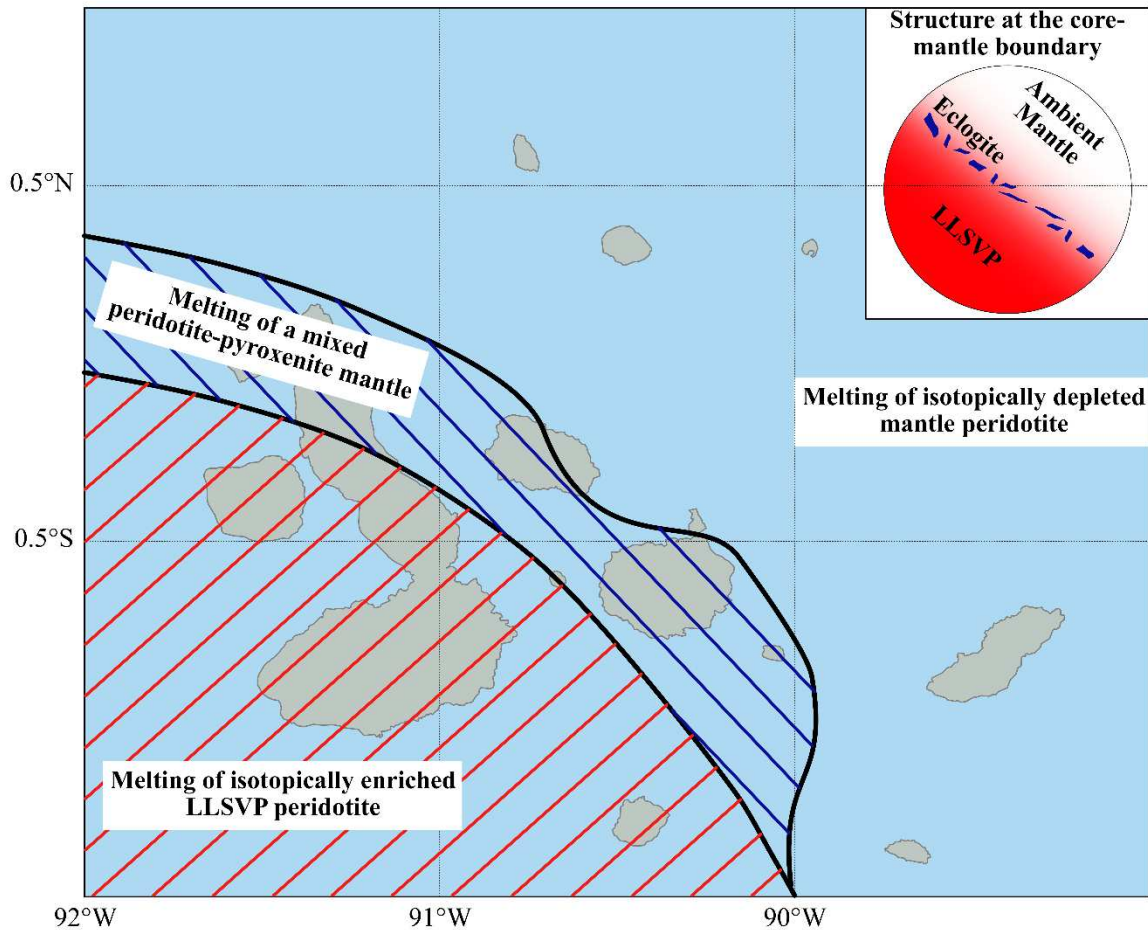 Structure at the core-
mantle boundary
Ambient
Mantle
Eclogite
LLSVP
0.5°N
Melting of a mixed
peridotite-pyroxenite mantle
Melting of isotopically depleted
mantle peridotite
0.5°S
Melting of isotopically enriched
LLSVP peridotite
92°W
91°W
90°W